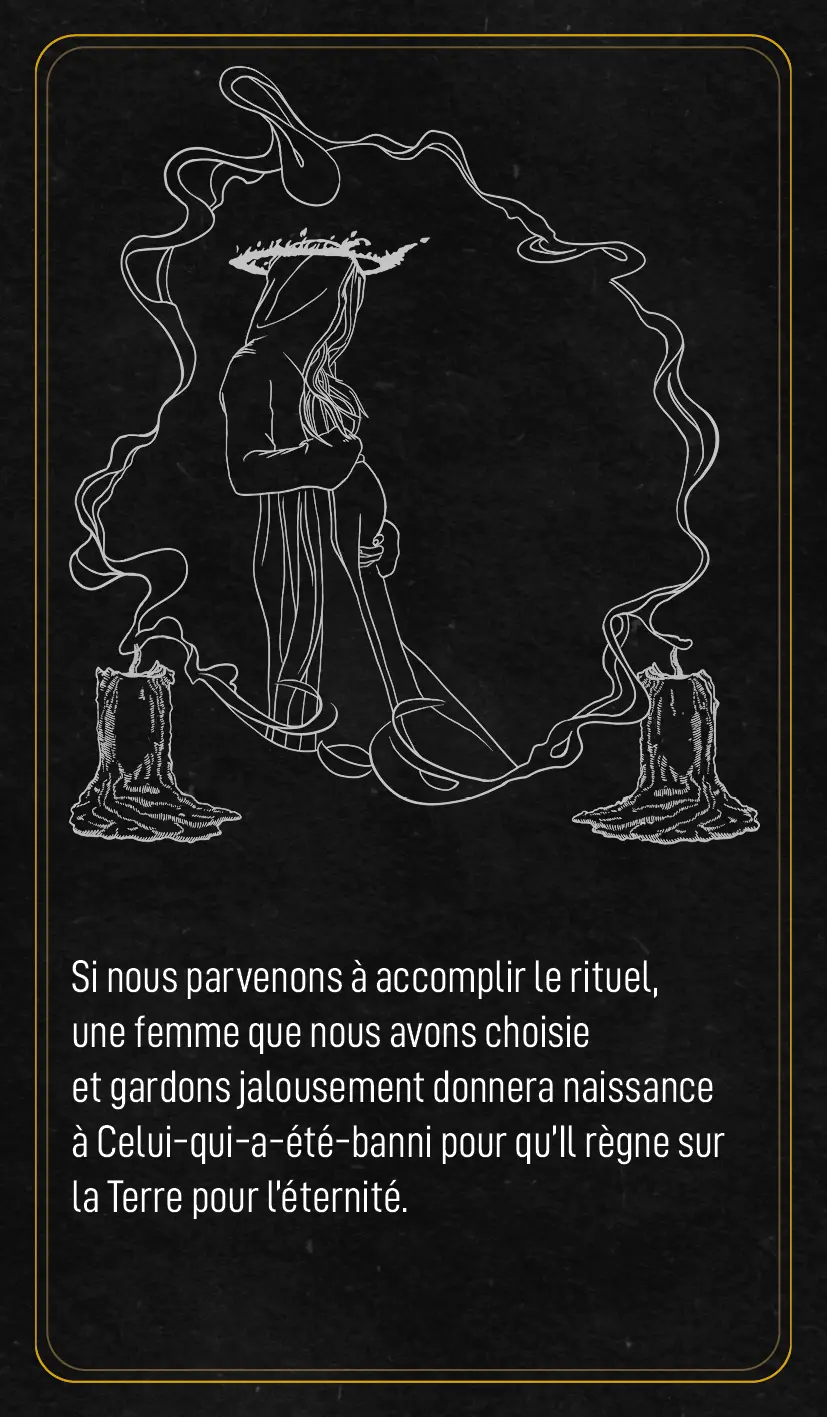 Si nous parvenons à accomplir le rituel,
une femme que nous avons choisie
et gardons jalousement donnera naissance
à Celui-qui-a-été-banni pour qu'Il règne sur
la Terre pour l'éternité.